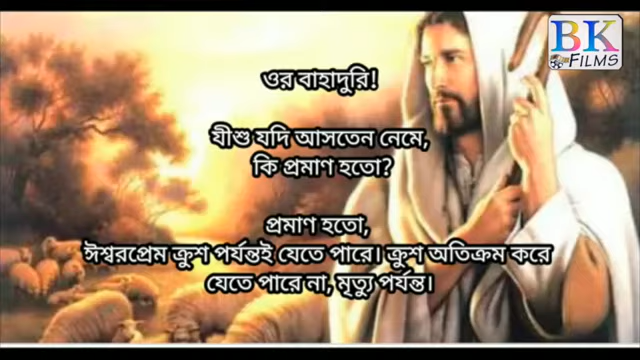 BK
FILMS
ওর বাহাদুরি!
যীশু যদি আসতেন নেমে,
কি প্রমাণ হতো?
প্রমাণ হতো,
ঈশ্বরপ্রেম ক্রুশ পর্যন্তই যেতে পারে। ক্রুশ অতিক্রম করে
যেতে পারে না, মৃত্যু পর্যন্ত।